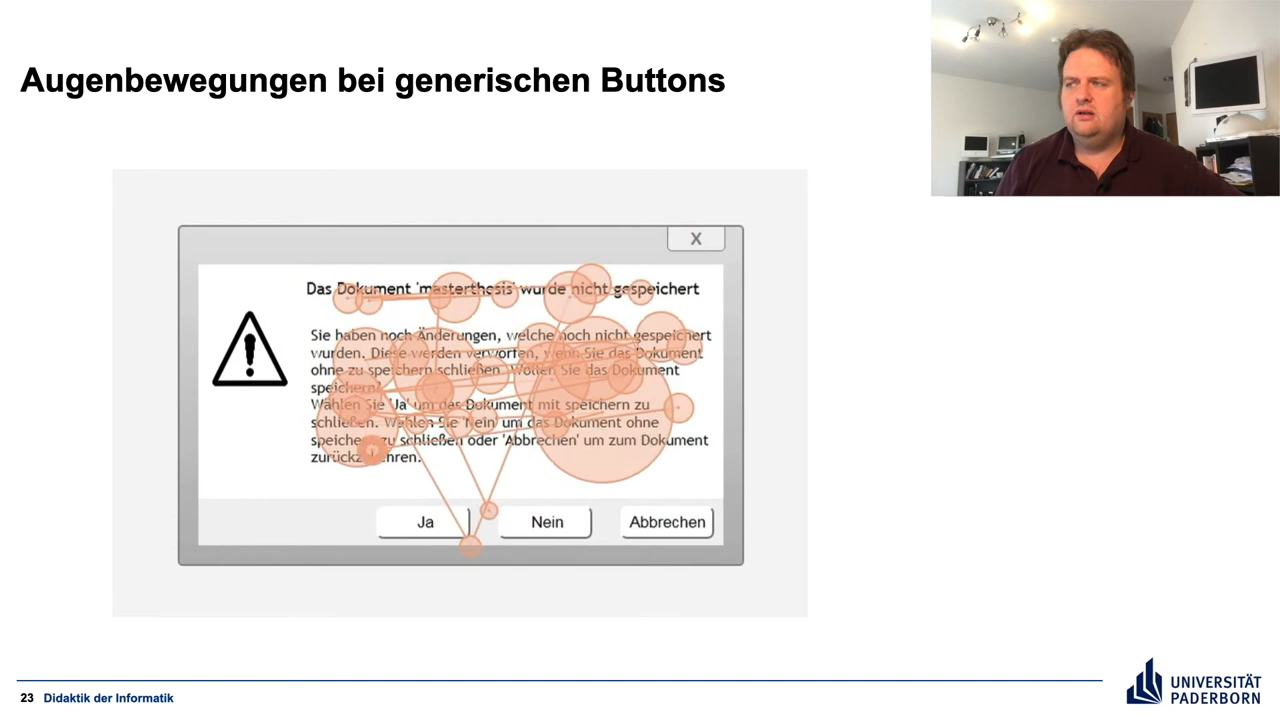 Augenbewegungen bei generischen Buttons
X
Das Dokument 'masterthesis' wurde nicht gespeichert
Sie haben noch Änderungen, welche noch nicht gespeichert
wurden. Diese werden verworfen, wenn Sie das Dokument
ohne zu speichern schließen. Wollen Sie das Dokument
speichern?
Wählen Sie 'Ja' um das Dokument mit speichern zu
schließen. Wählen Sie 'Nein' um das Dokument ohne
speichern zu schließen oder 'Abbrechen' um zum Dokument
zurückzukehren.
Ja
Nein
Abbrechen
23 Didaktik der Informatik
UNIVERSITÄT
PADERBORN